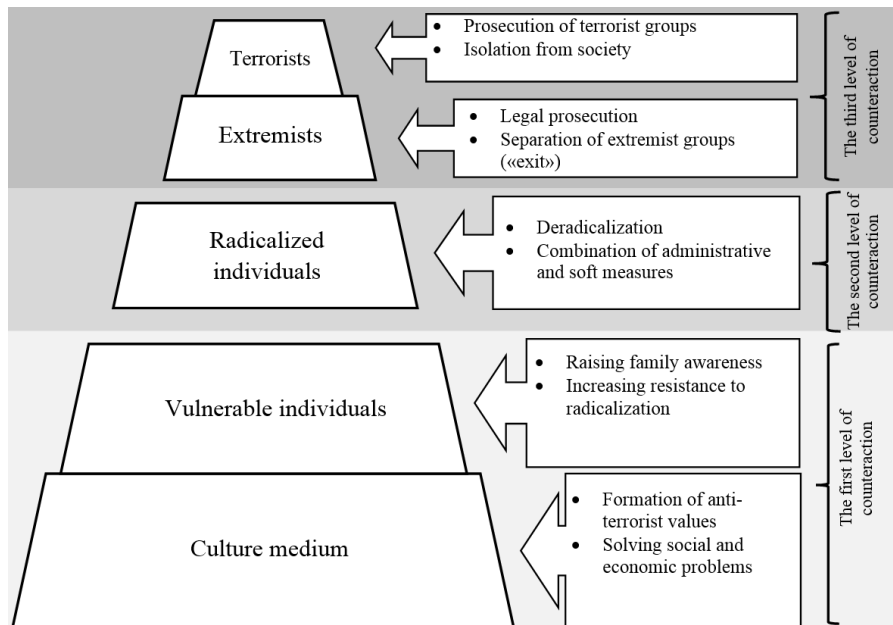 Terrorists
• Prosecution of terrorist groups
• Isolation from society
Extremists
• Legal prosecution
• Separation of extremist groups
(«exit»)
The third level of
counteraction
Radicalized
individuals
• Deradicalization
• Combination of administrative
and soft measures
The second level of
counteraction
Vulnerable individuals
• Raising family awareness
• Increasing resistance to
radicalization
Culture medium
• Formation of anti-
terrorist values
• Solving social and
economic problems
The first level of
counteraction